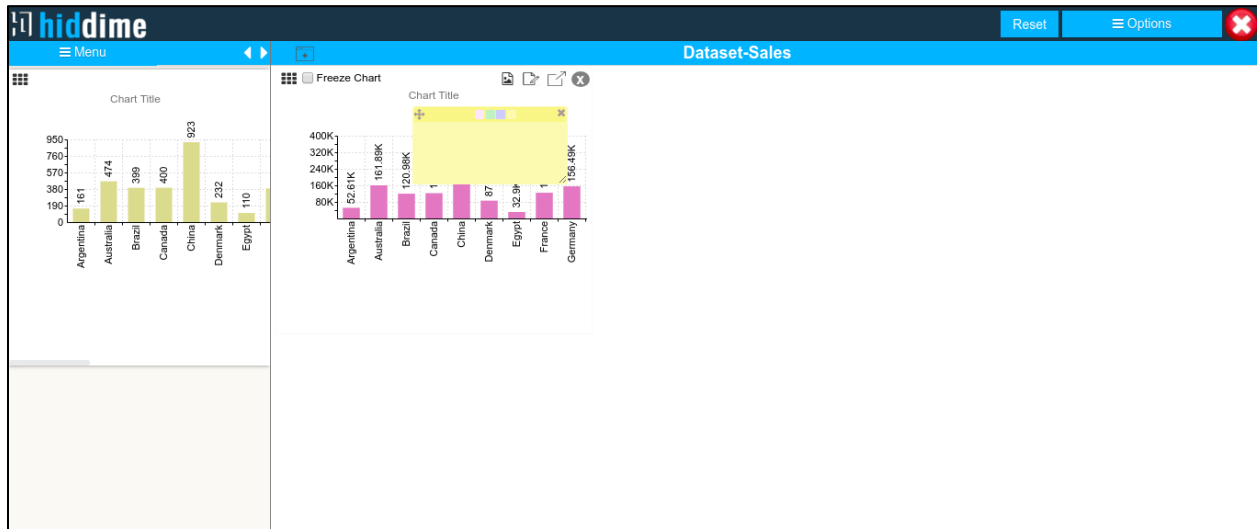 hiddime
Reset
Options
Menu
Dataset-Sales
Chart Title
950
760
570
380
190
0
161
474
399
400
923
232
110
Argentina
Australia
Brazil
Canada
China
Denmark
Egypt
Freeze Chart
Chart Title
400K
320K
240K
160K
80K
52.61K
161.89K
120.98K
156.49K
Argentina
Australia
Brazil
Canada
China
Denmark
Egypt
France
Germany